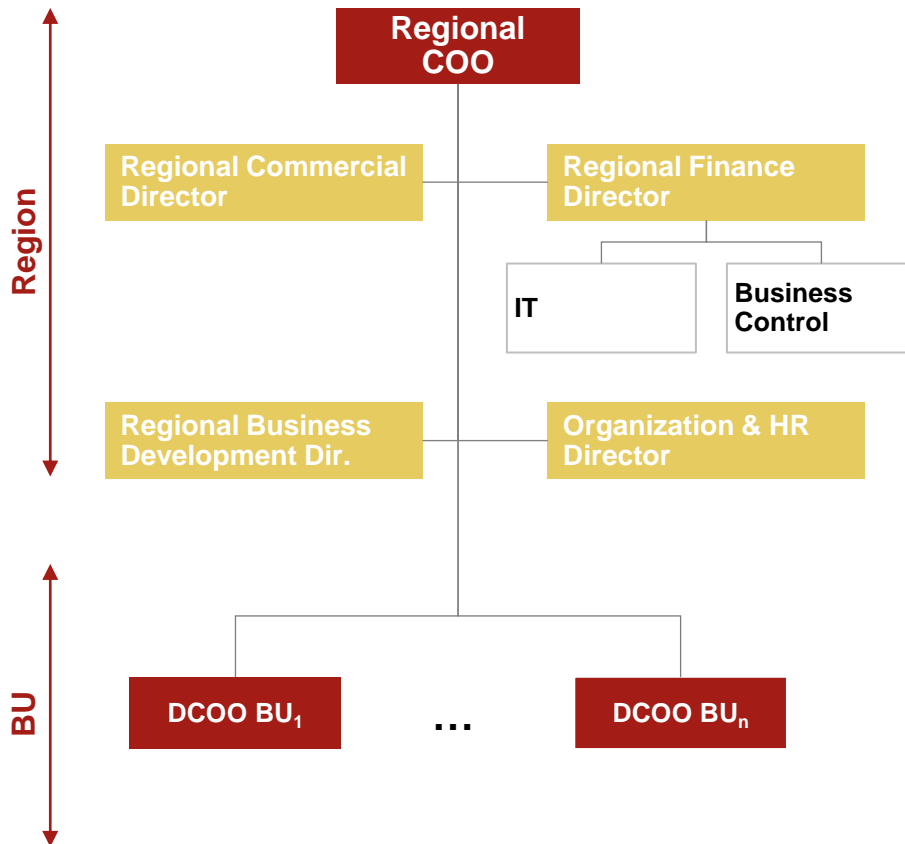 Regional
COO
Regional Commercial
Director
Regional Finance
Director
Region
IT
Business
Control
Regional Business
Development Dir.
Organization & HR
Director
BU
DCOO BU₁
...
DCOO BUₙ